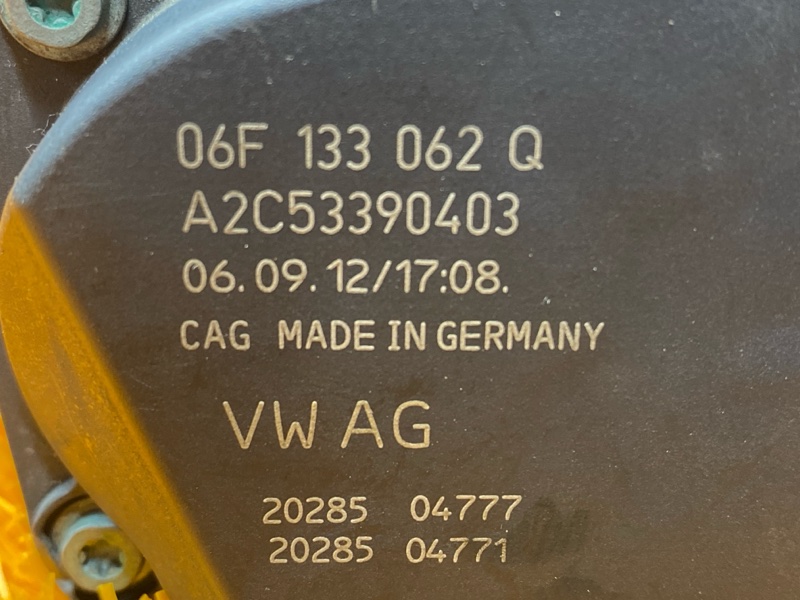 06F 133 062 Q
A2C53390403
06.09.12/17:08.
CAG MADE IN GERMANY
VW AG
20285 04777
20285 04771